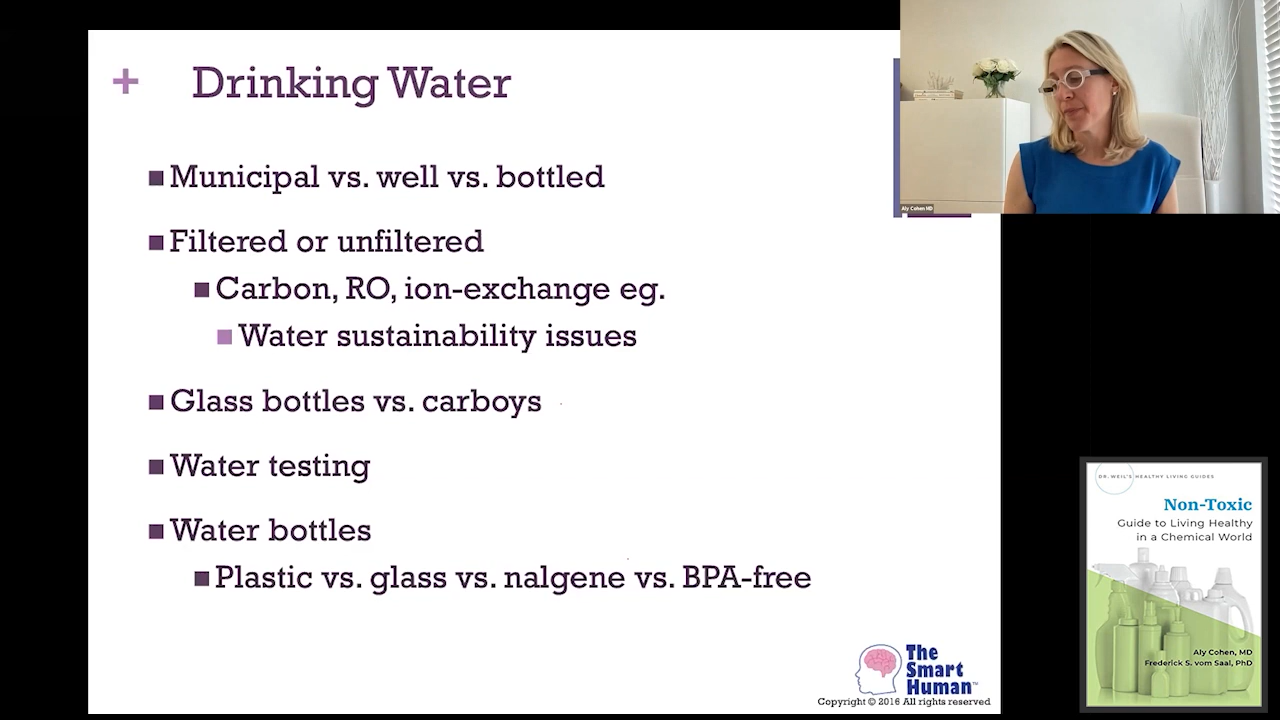 + Drinking Water
Municipal vs. well vs. bottled
Filtered or unfiltered
Carbon, RO, ion-exchange eg.
Water sustainability issues
Glass bottles vs. carboys
Water testing
Water bottles
Plastic vs. glass vs. nalgene vs. BPA-free
The
Smart
Human™
Copyright © 2016 All rights reserved
Aly Cohen MD
DR. WEIL'S HEALTHY LIVING GUIDES
Non-Toxic
Guide to Living Healthy
in a Chemical World
Aly Cohen, MD
Frederick S. vom Saal, PhD